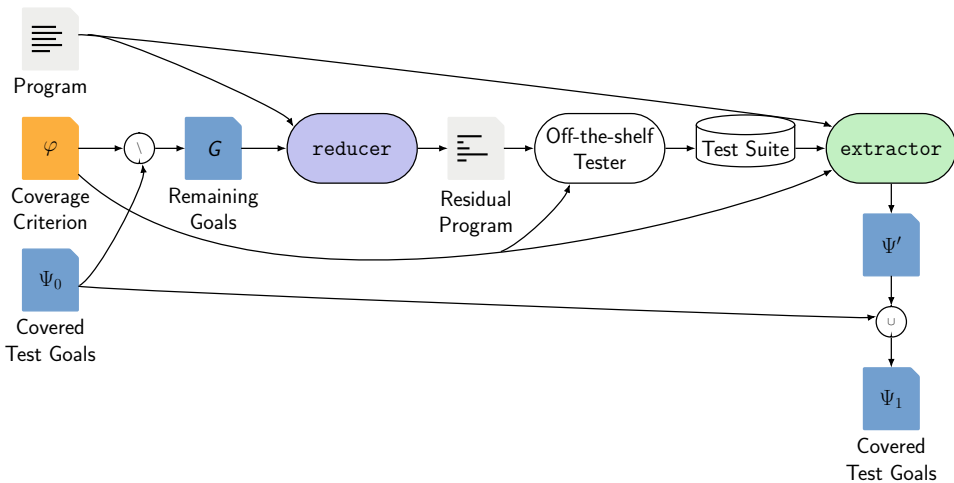 Program
φ
\
G
reducer
Off-the-shelf
Tester
Test Suite
extractor
Coverage
Criterion
Remaining
Goals
Residual
Program
Ψ′
Ψ0
Covered
Test Goals
∪
Ψ1
Covered
Test Goals